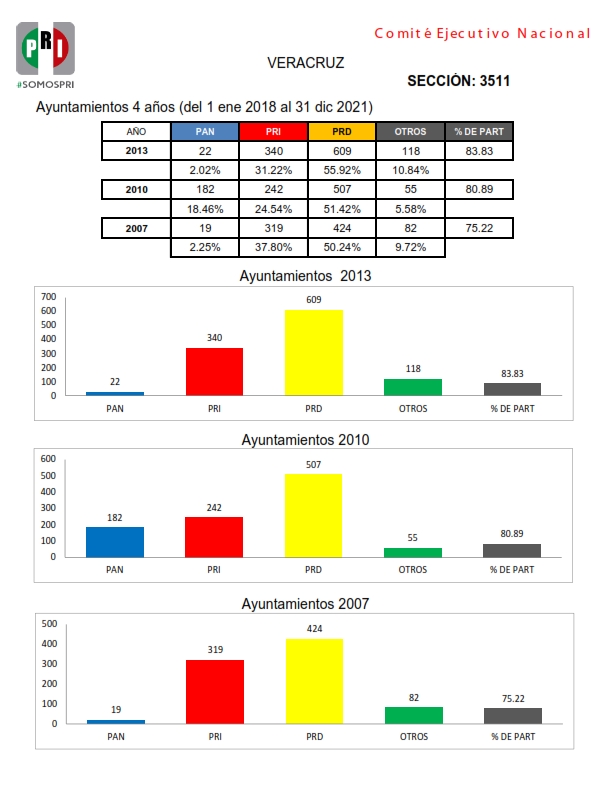 Comité Ejecutivo Nacional
PRI
#SOMOSPRI
VERACRUZ
SECCIÓN: 3511
Ayuntamientos 4 años (del 1 ene 2018 al 31 dic 2021)
AÑO PAN PRI PRD OTROS % DE PART
2013 22 340 609 118 83.83
2.02% 31.22% 55.92% 10.84%
2010 182 242 507 55 80.89
18.46% 24.54% 51.42% 5.58%
2007 19 319 424 82 75.22
2.25% 37.80% 50.24% 9.72%
Ayuntamientos 2013
700
600
500
400
300
200
100
0
22 340 609 118 83.83
PAN PRI PRD OTROS % DE PART
Ayuntamientos 2010
600
500
400
300
200
100
0
182 242 507 55 80.89
PAN PRI PRD OTROS % DE PART
Ayuntamientos 2007
500
400
300
200
100
0
19 319 424 82 75.22
PAN PRI PRD OTROS % DE PART